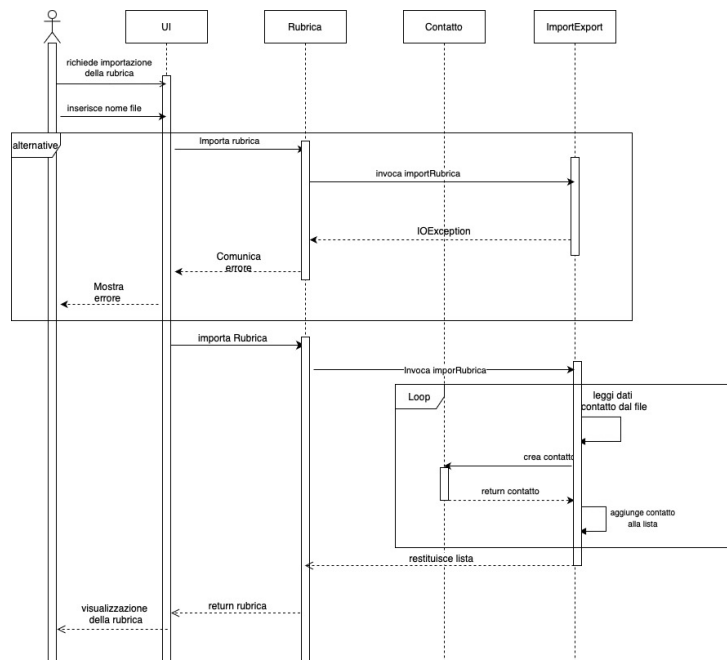 UI
Rubrica
Contatto
ImportExport
richiede importazione
della rubrica
inserisce nome file
alternative
Importa rubrica
invoca importRubrica
IOException
Comunica
errore
Mostra
errore
importa Rubrica
Invoca imporRubrica
Loop
leggi dati
contatto dal file
crea contatto
return contatto
aggiunge contatto
alla lista
restituisce lista
return rubrica
visualizzazione
della rubrica